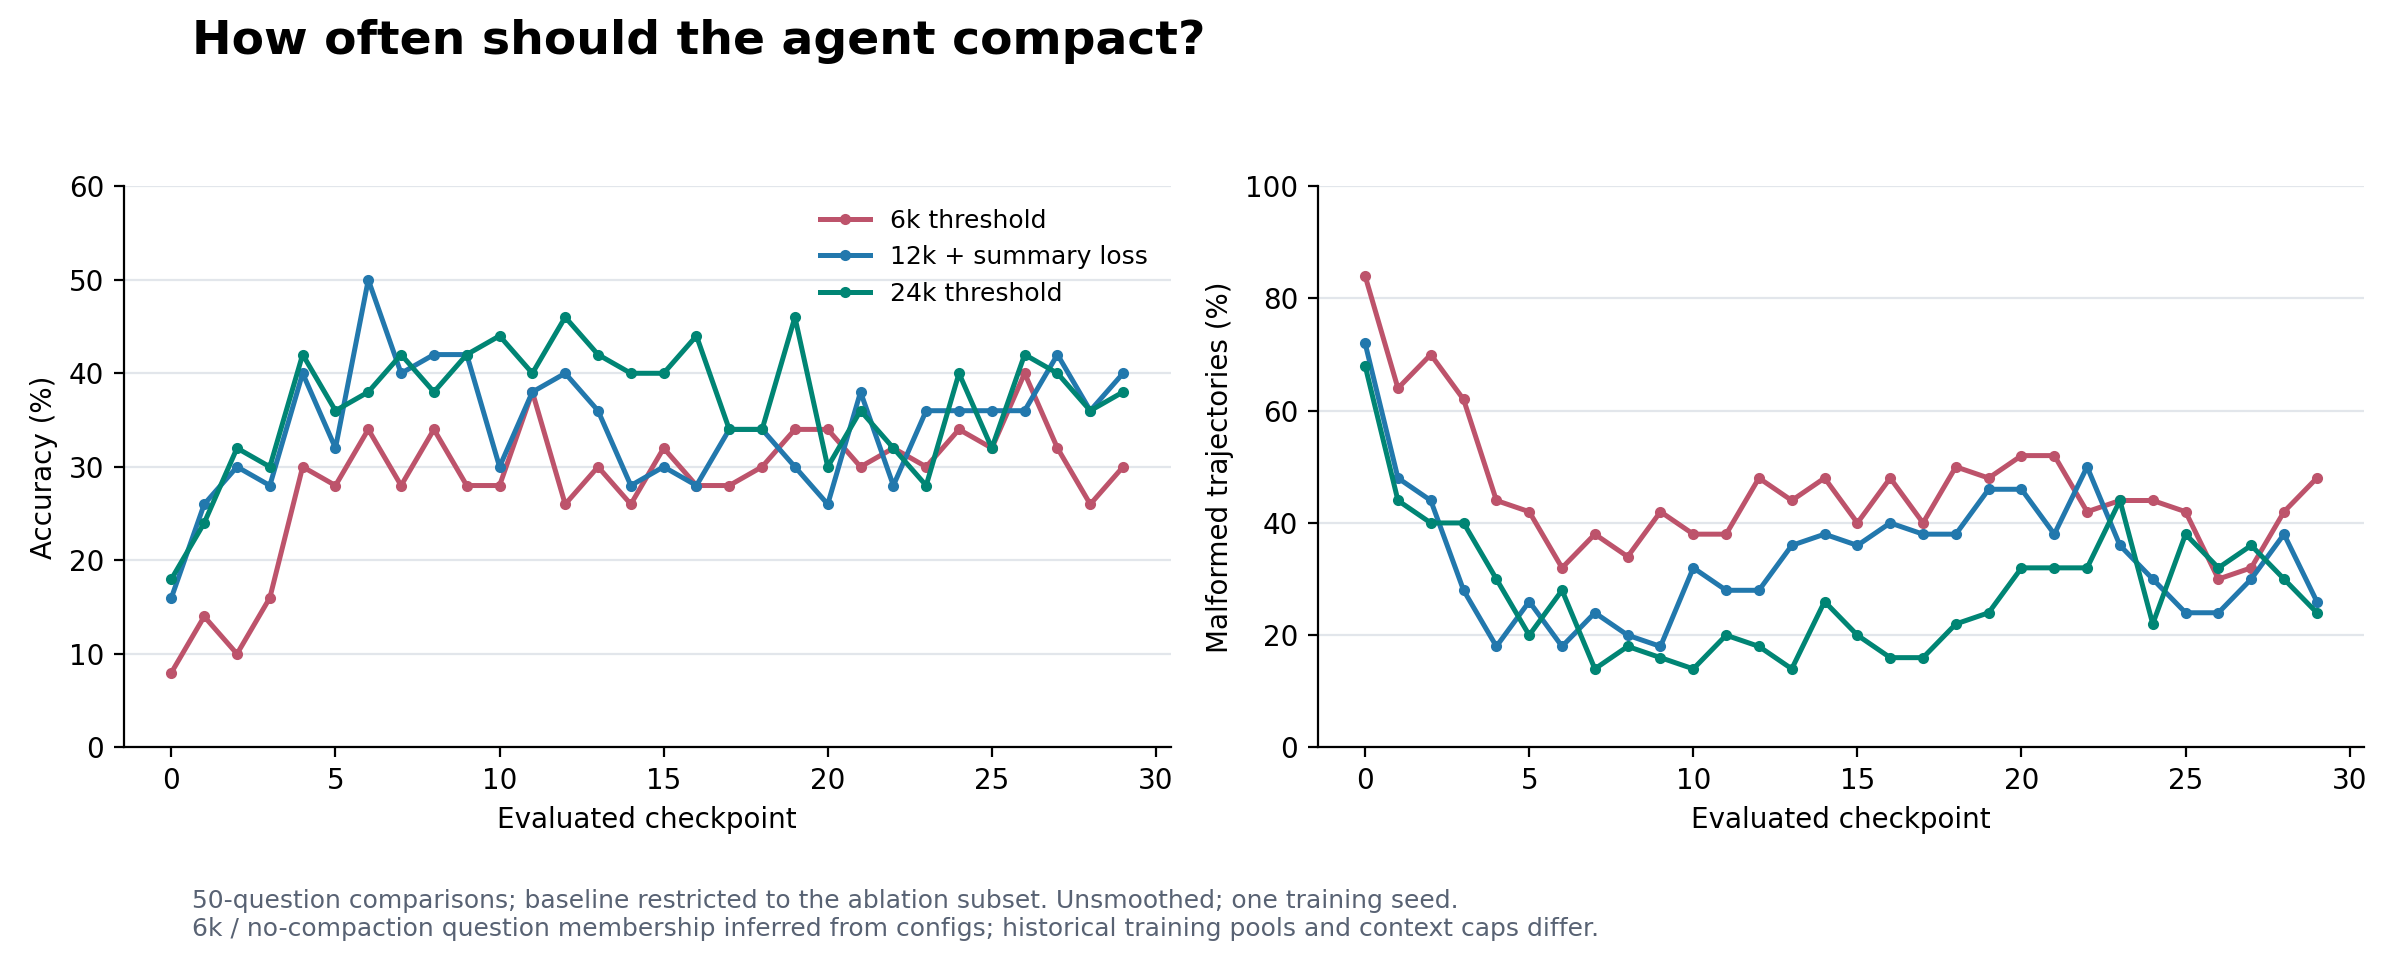 How often should the agent compact?
60
50
40
30
20
10
0
Accuracy (%)
0 5 10 15 20 25 30
Evaluated checkpoint
6k threshold
12k + summary loss
24k threshold
100
80
60
40
20
0
Malformed trajectories (%)
0 5 10 15 20 25 30
Evaluated checkpoint
50-question comparisons; baseline restricted to the ablation subset. Unsmoothed; one training seed.
6k / no-compaction question membership inferred from configs; historical training pools and context caps differ.